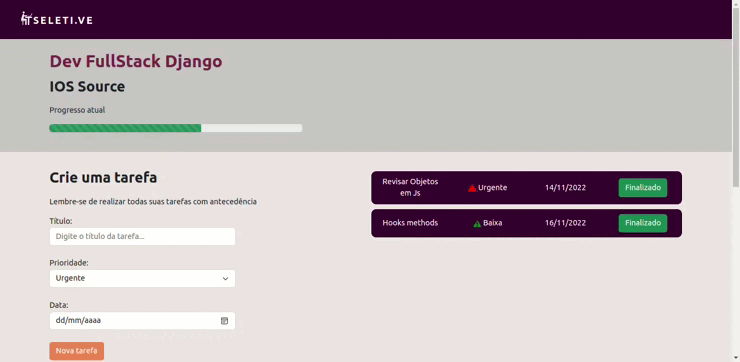 SELETI.VE
Dev FullStack Django
IOS Source
Progresso atual
Crie uma tarefa
Lembre-se de realizar todas suas tarefas com antecedência
Título:
Digite o título da tarefa...
Prioridade:
Urgente
Data:
dd/mm/aaaa
Nova tarefa
Revisar Objetos
em Js
Urgente
14/11/2022
Finalizado
Hooks methods
Baixa
16/11/2022
Finalizado